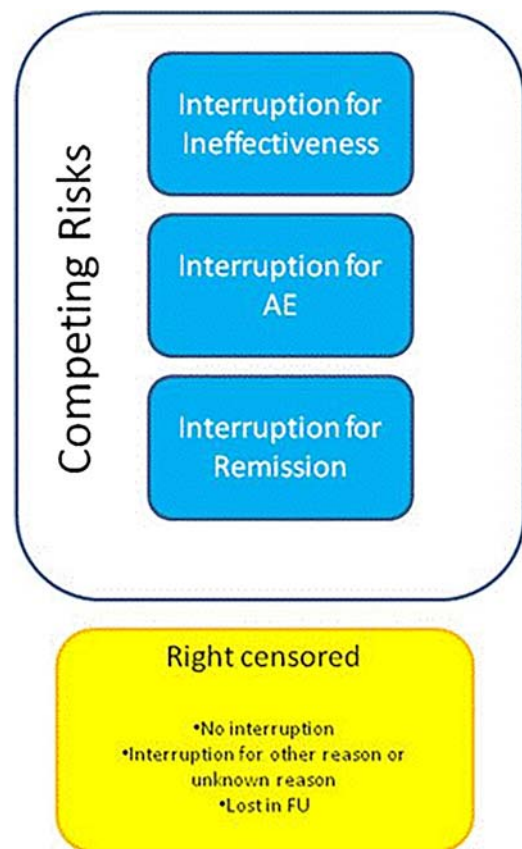 Competing Risks
Interruption for
Ineffectiveness
Interruption for
AE
Interruption for
Remission
Right censored
•No interruption
•Interruption for other reason or
unknown reason
•Lost in FU